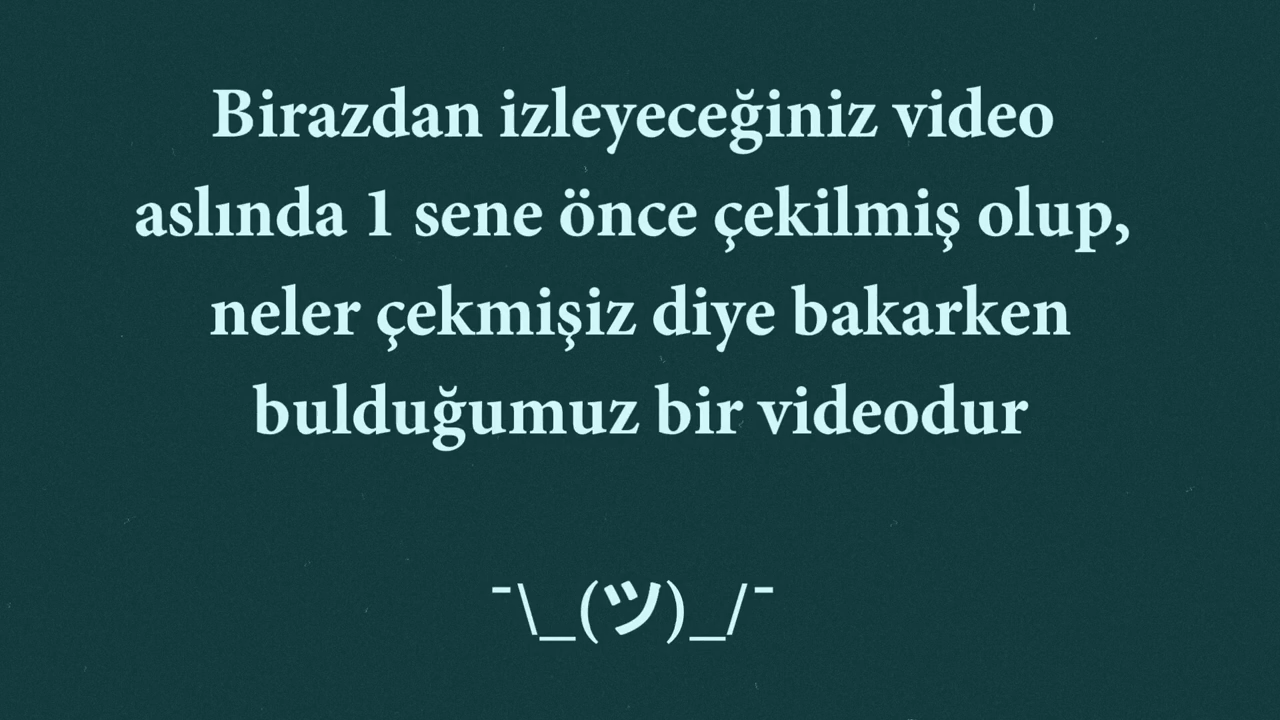 Birazdan izleyeceğiniz video
aslında 1 sene önce çekilmiş olup,
neler çekmişiz diye bakarken
bulduğumuz bir videodur
¯\_(ツ)_/¯